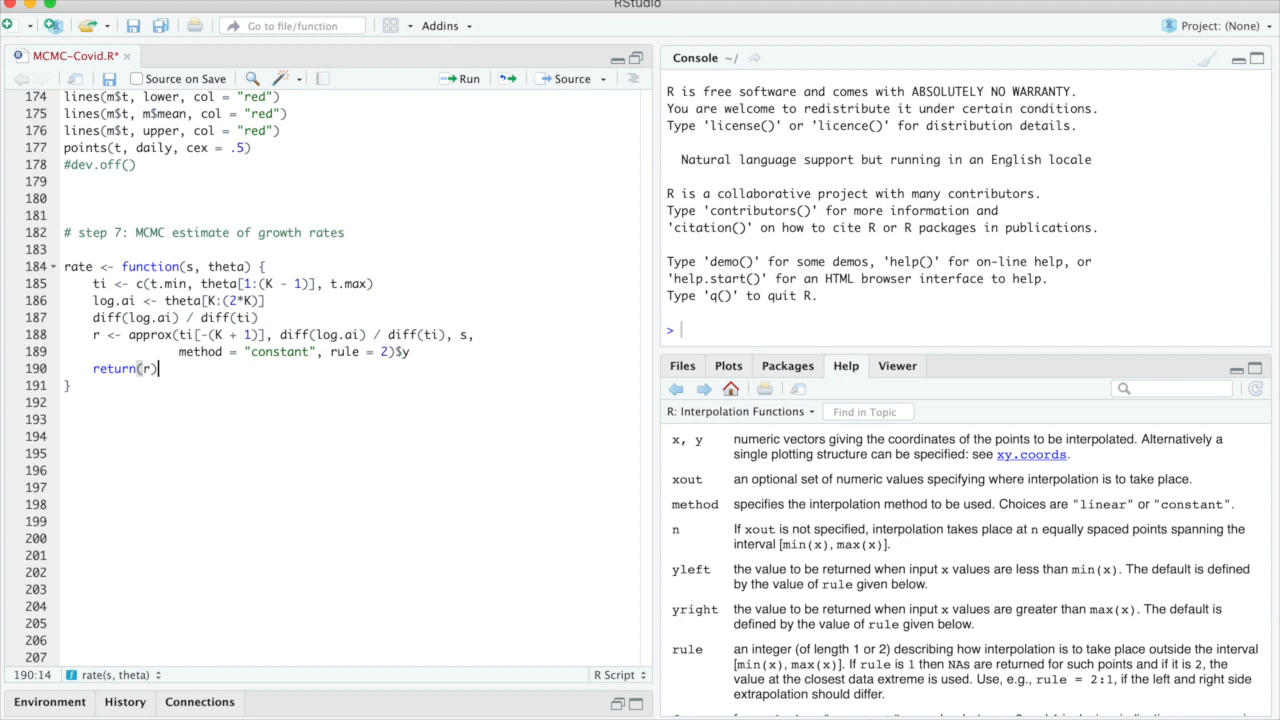 RStudio
Go to file/function
Addins
Project: (None)
MCMC-Covid.R*
Source on Save
Run
Source
174 lines(m$t, lower, col = "red")
175 lines(m$t, m$mean, col = "red")
176 lines(m$t, upper, col = "red")
177 points(t, daily, cex = .5)
178 #dev.off()
179
180
181
182 # step 7: MCMC estimate of growth rates
183
184 rate <- function(s, theta) {
185 ti <- c(t.min, theta[1:(K - 1)], t.max)
186 log.ai <- theta[K:(2*K)]
187 diff(log.ai) / diff(ti)
188 r <- approx(ti[-(K + 1)], diff(log.ai) / diff(ti), s,
189 method = "constant", rule = 2)$y
190 return(r)
191 }
192
193
194
195
196
197
198
199
200
201
202
203
204
205
206
207
190:14
rate(s, theta)
R Script
Environment
History
Connections
Console ~/
R is free software and comes with ABSOLUTELY NO WARRANTY.
You are welcome to redistribute it under certain conditions.
Type 'license()' or 'licence()' for distribution details.
Natural language support but running in an English locale
R is a collaborative project with many contributors.
Type 'contributors()' for more information and
'citation()' on how to cite R or R packages in publications.
Type 'demo()' for some demos, 'help()' for on-line help, or
'help.start()' for an HTML browser interface to help.
Type 'q()' to quit R.
>
Files
Plots
Packages
Help
Viewer
R: Interpolation Functions
Find in Topic
x, y numeric vectors giving the coordinates of the points to be interpolated. Alternatively a
single plotting structure can be specified: see xy.coords.
xout an optional set of numeric values specifying where interpolation is to take place.
method specifies the interpolation method to be used. Choices are "linear" or "constant".
n If xout is not specified, interpolation takes place at n equally spaced points spanning the
interval [min(x), max(x)].
yleft the value to be returned when input x values are less than min(x). The default is defined
by the value of rule given below.
yright the value to be returned when input x values are greater than max(x). The default is
defined by the value of rule given below.
rule an integer (of length 1 or 2) describing how interpolation is to take place outside the interval
[min(x), max(x)]. If rule is 1 then NAs are returned for such points and if it is 2, the
value at the closest data extreme is used. Use, e.g., rule = 2:1, if the left and right side
extrapolation should differ.